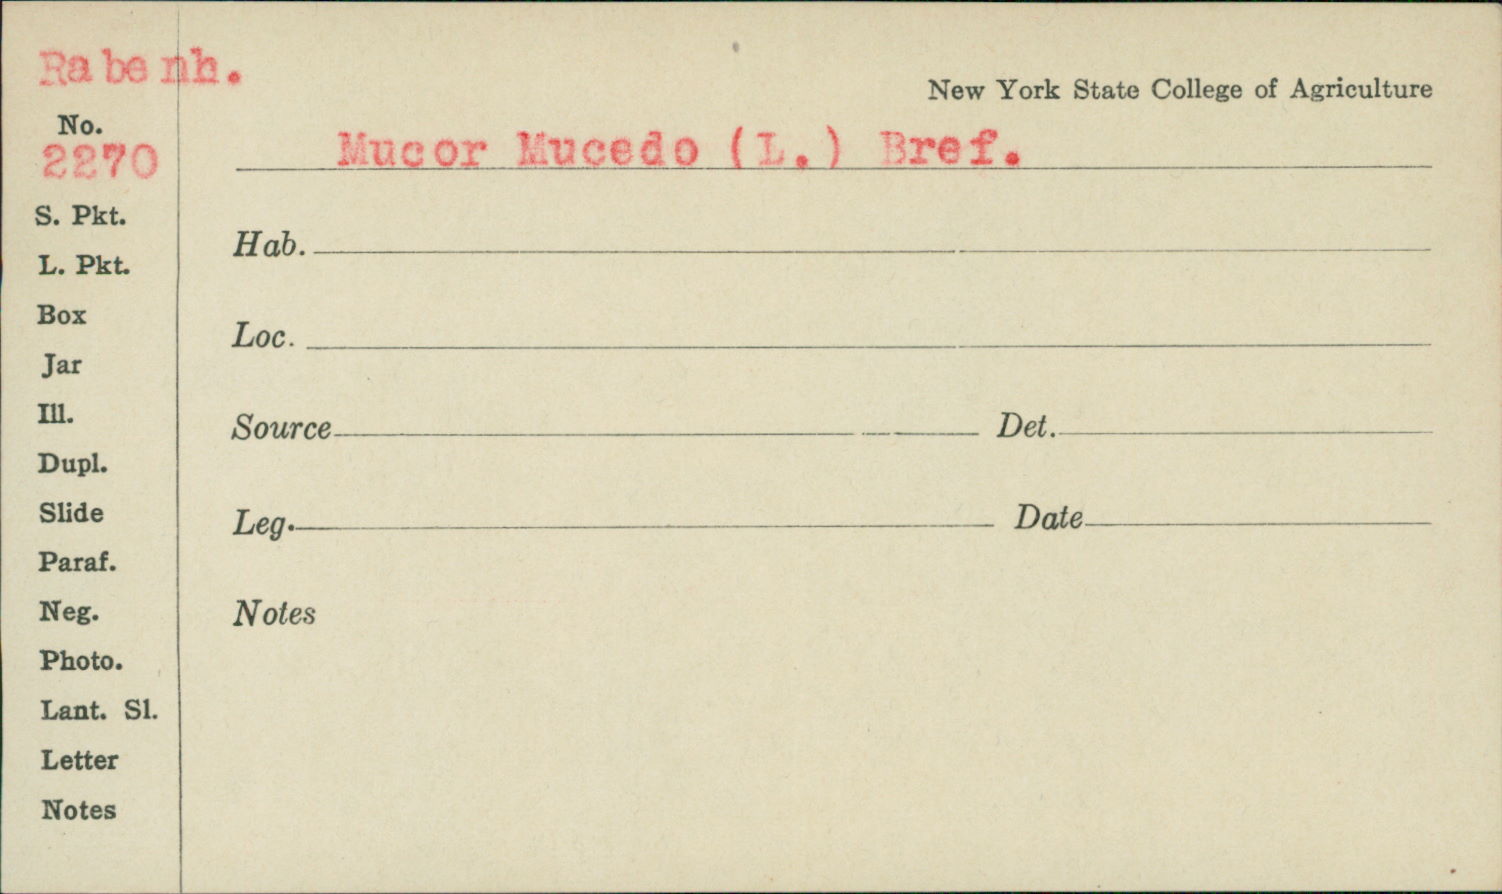 Rabenh.
New York State College of Agriculture
No.
2270
Mucor Mucedo (L.) Bref.
S. Pkt.
L. Pkt.
Box
Jar
Ill.
Dupl.
Slide
Paraf.
Neg.
Photo.
Lant. Sl.
Letter
Notes
Hab.
Loc.
Source Det.
Leg. Date
Notes